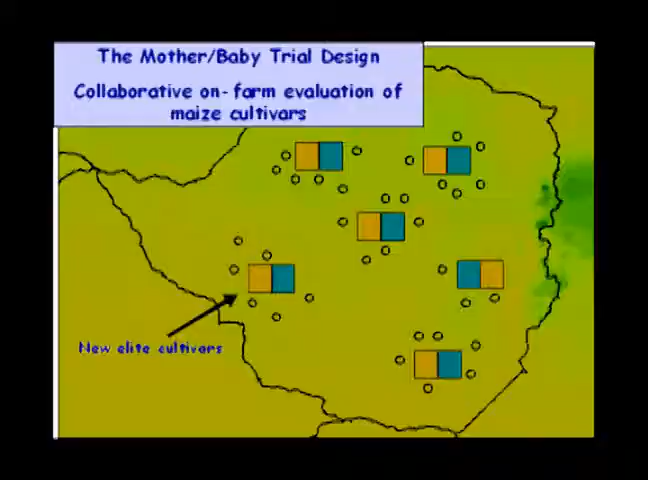 The Mother/Baby Trial Design
Collaborative on-farm evaluation of
maize cultivars
New elite cultivars